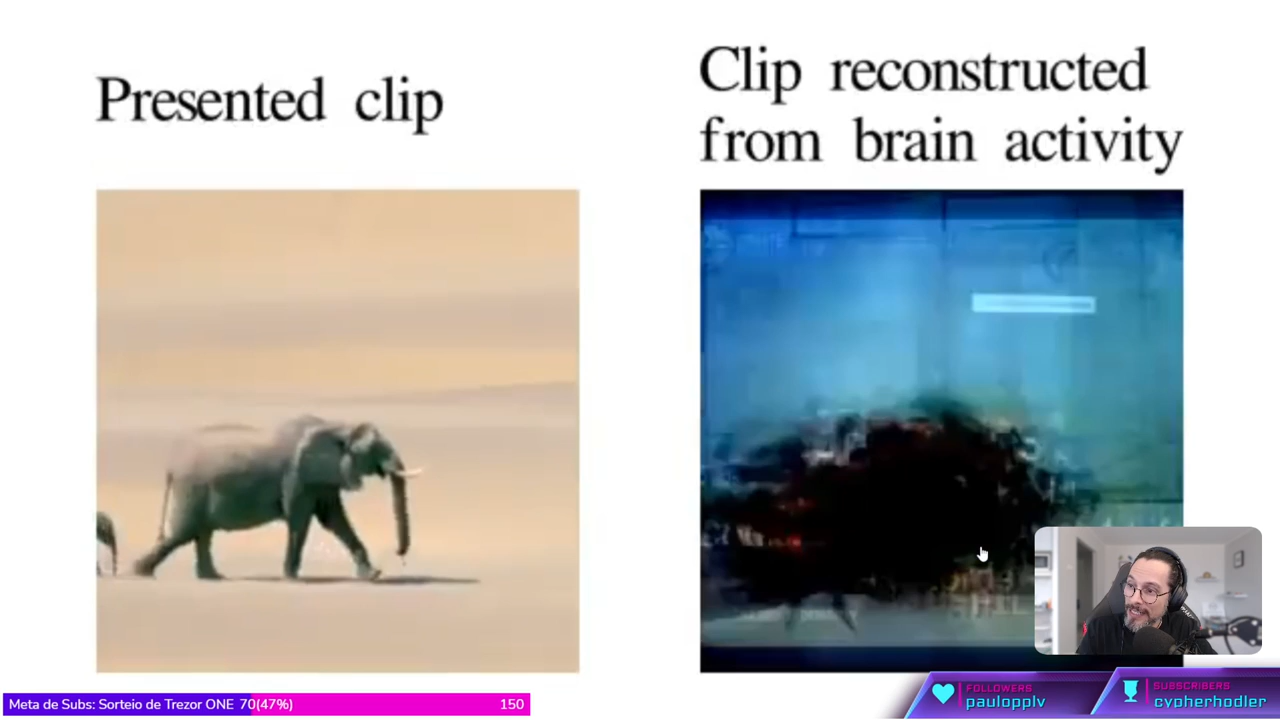 Presented clip
Clip reconstructed
from brain activity
Meta de Subs: Sorteio de Trezor ONE 70(47%) 150
FOLLOWERS
paulopplv
SUBSCRIBERS
cypherhodler